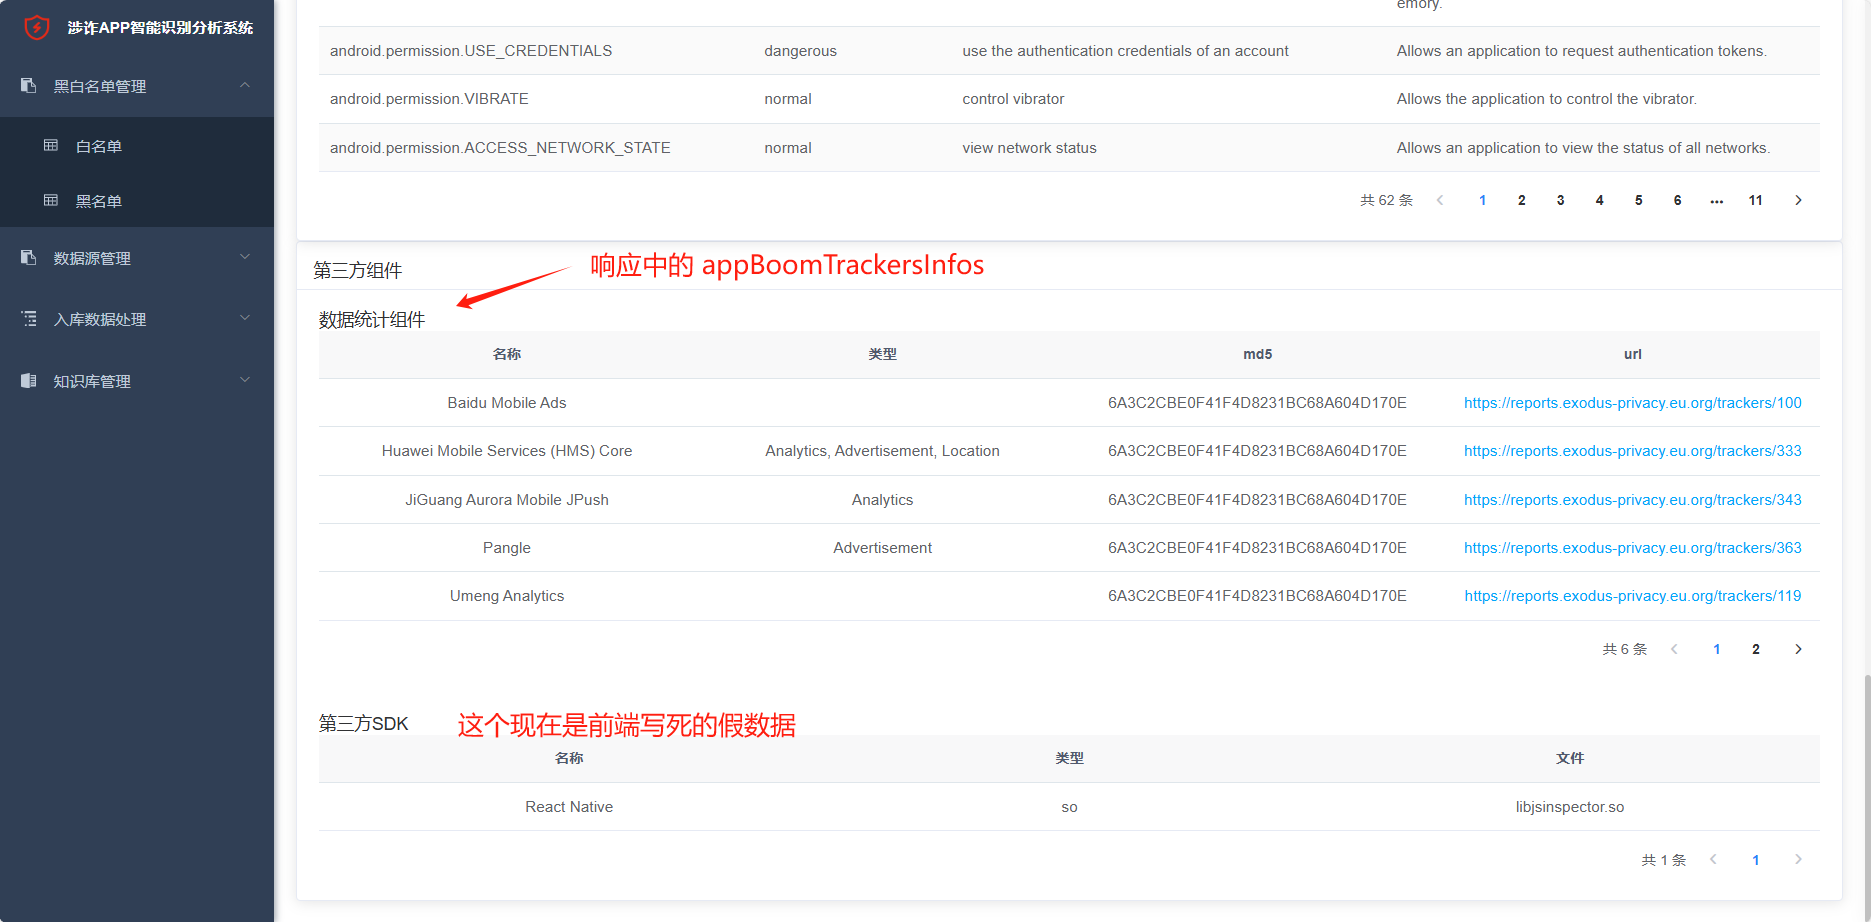 涉诈APP智能识别分析系统
黑白名单管理
白名单
黑名单
数据源管理
入库数据处理
知识库管理
emory.
android.permission.USE_CREDENTIALS dangerous use the authentication credentials of an account Allows an application to request authentication tokens.
android.permission.VIBRATE normal control vibrator Allows the application to control the vibrator.
android.permission.ACCESS_NETWORK_STATE normal view network status Allows an application to view the status of all networks.
共 62 条 1 2 3 4 5 6 ••• 11
第三方组件 响应中的 appBoomTrackersInfos
数据统计组件
名称 类型 md5 url
Baidu Mobile Ads 6A3C2CBE0F41F4D8231BC68A604D170E https://reports.exodus-privacy.eu.org/trackers/100
Huawei Mobile Services (HMS) Core Analytics, Advertisement, Location 6A3C2CBE0F41F4D8231BC68A604D170E https://reports.exodus-privacy.eu.org/trackers/333
JiGuang Aurora Mobile JPush Analytics 6A3C2CBE0F41F4D8231BC68A604D170E https://reports.exodus-privacy.eu.org/trackers/343
Pangle Advertisement 6A3C2CBE0F41F4D8231BC68A604D170E https://reports.exodus-privacy.eu.org/trackers/363
Umeng Analytics 6A3C2CBE0F41F4D8231BC68A604D170E https://reports.exodus-privacy.eu.org/trackers/119
共 6 条 1 2
第三方SDK 这个现在是前端写死的假数据
名称 类型 文件
React Native so libjsinspector.so
共 1 条 1